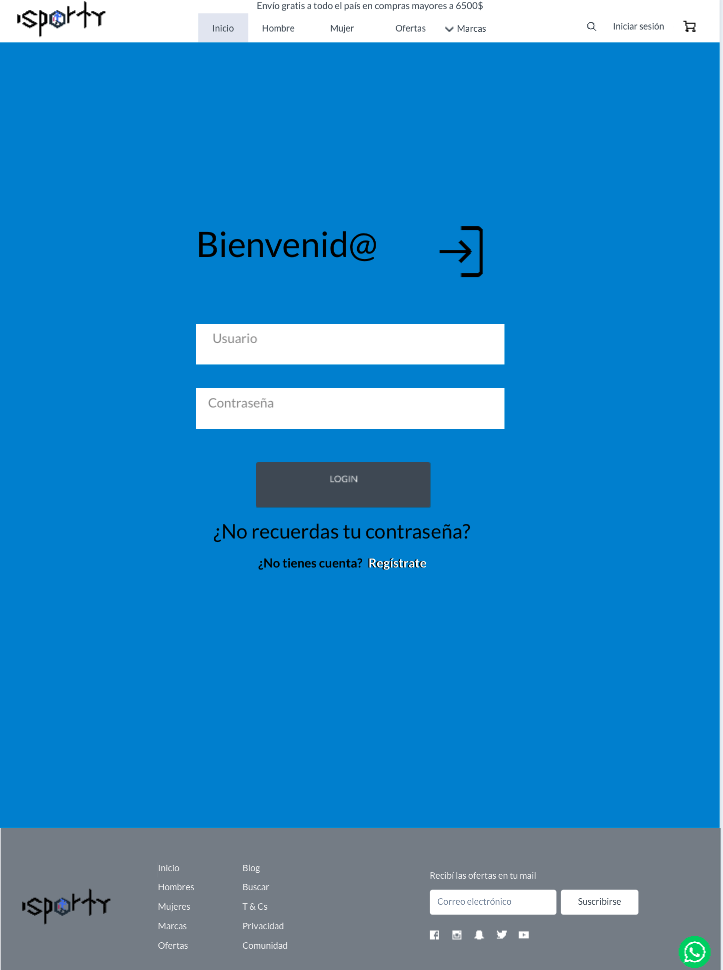 sporty
Envío gratis a todo el país en compras mayores a 6500$
Inicio Hombre Mujer Ofertas Marcas
Iniciar sesión
Bienvenid@
Usuario
Contraseña
LOGIN
¿No recuerdas tu contraseña?
¿No tienes cuenta? Regístrate
sporty
Inicio
Hombres
Mujeres
Marcas
Ofertas
Blog
Buscar
T & Cs
Privacidad
Comunidad
Recibí las ofertas en tu mail
Correo electrónico Suscribirse